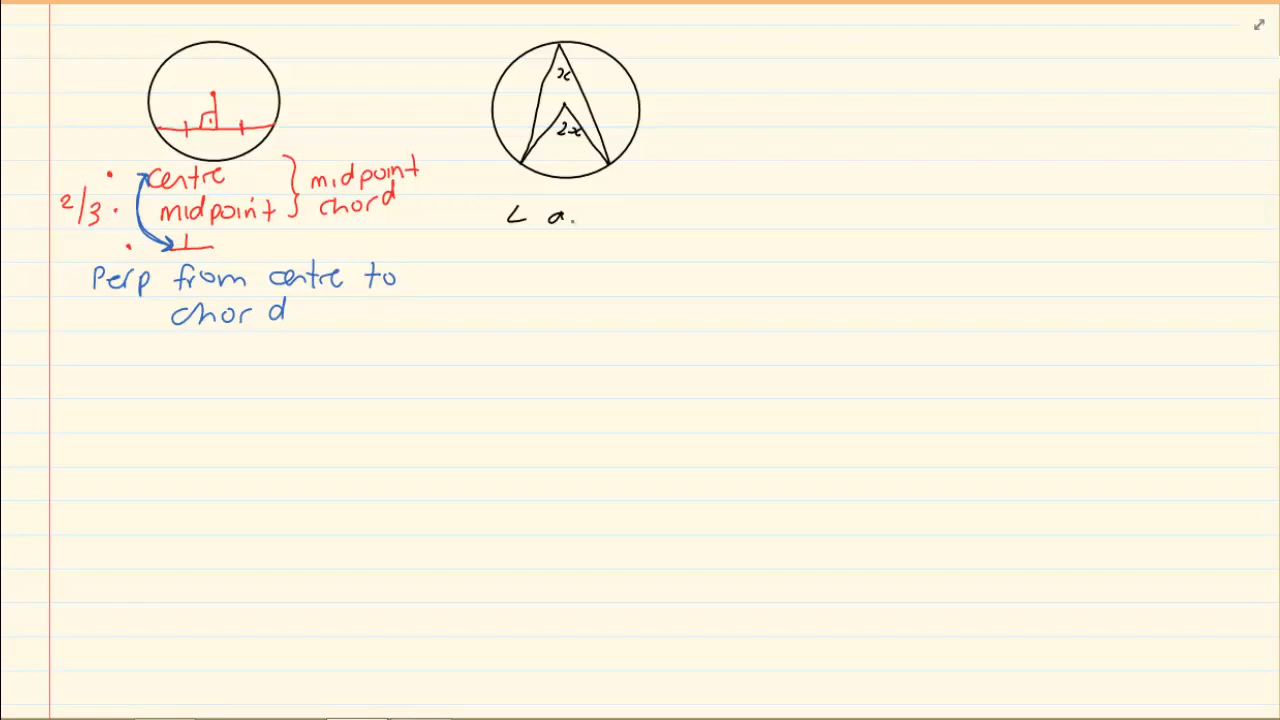 x
2x
centre
midpoint
2/3
midpoint
chord
⊥
Perp from centre to
chord
∠ a.